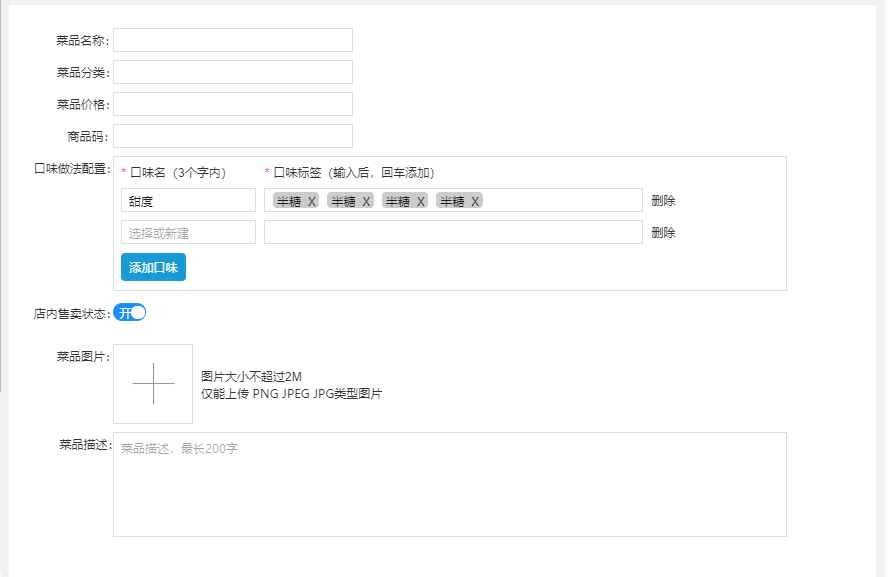 菜品名称:
菜品分类:
菜品价格:
商品码:
口味做法配置:
* 口味名（3个字内） * 口味标签（输入后，回车添加）
甜度 半糖 X 半糖 X 半糖 X 半糖 X 删除
选择或新建 删除
添加口味
店内售卖状态: 开
菜品图片:
图片大小不超过2M
仅能上传 PNG JPEG JPG类型图片
菜品描述: 菜品描述，最长200字